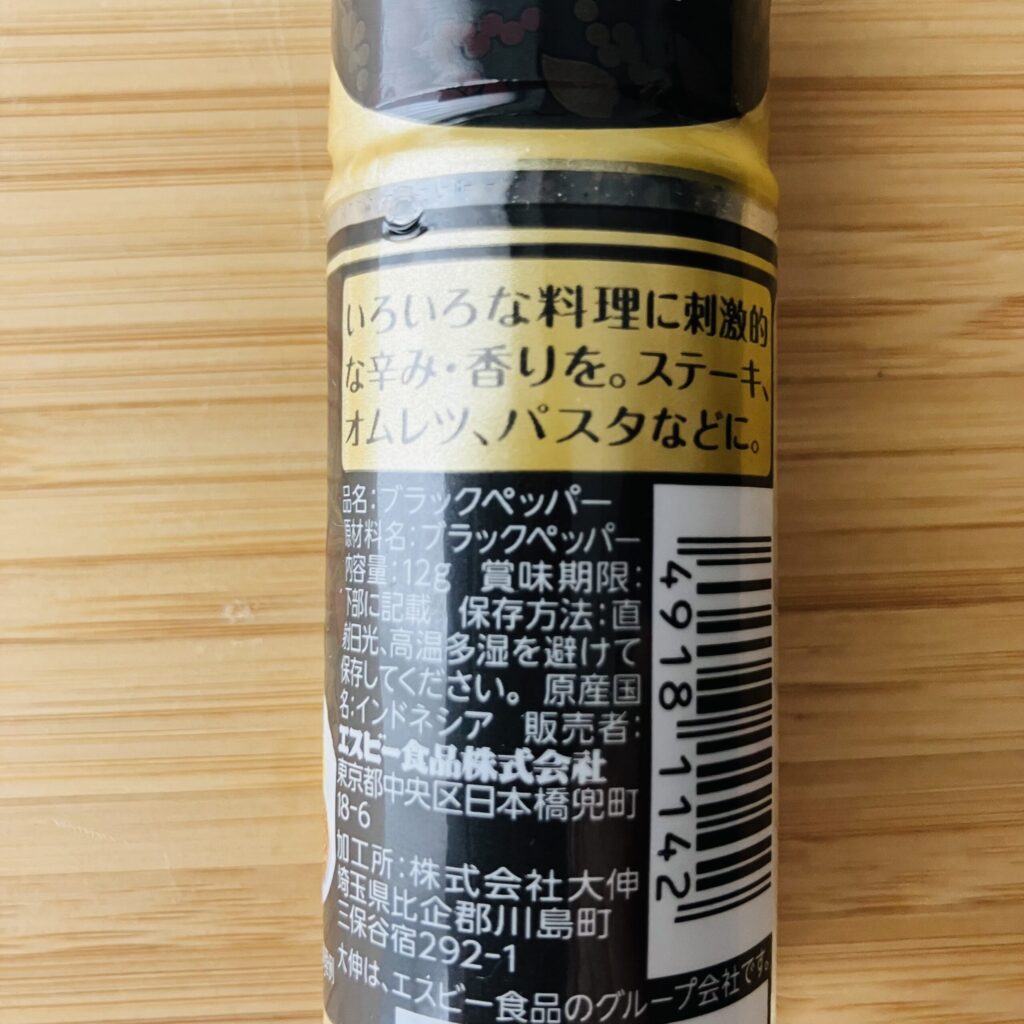 いろいろな料理に刺激的
な辛み・香りを。ステーキ、
オムレツ、パスタなどに。
品名:ブラックペッパー
原材料名:ブラックペッパー
内容量:12g 賞味期限:
下部に記載 保存方法:直
射日光、高温多湿を避けて
保存してください。 原産国
名:インドネシア 販売者:
エスビー食品株式会社
東京都中央区日本橋兜町
18-6
加工所:株式会社大伸
埼玉県比企郡川島町
三保谷宿292-1
大伸は、エスビー食品のグループ会社です。
49181142